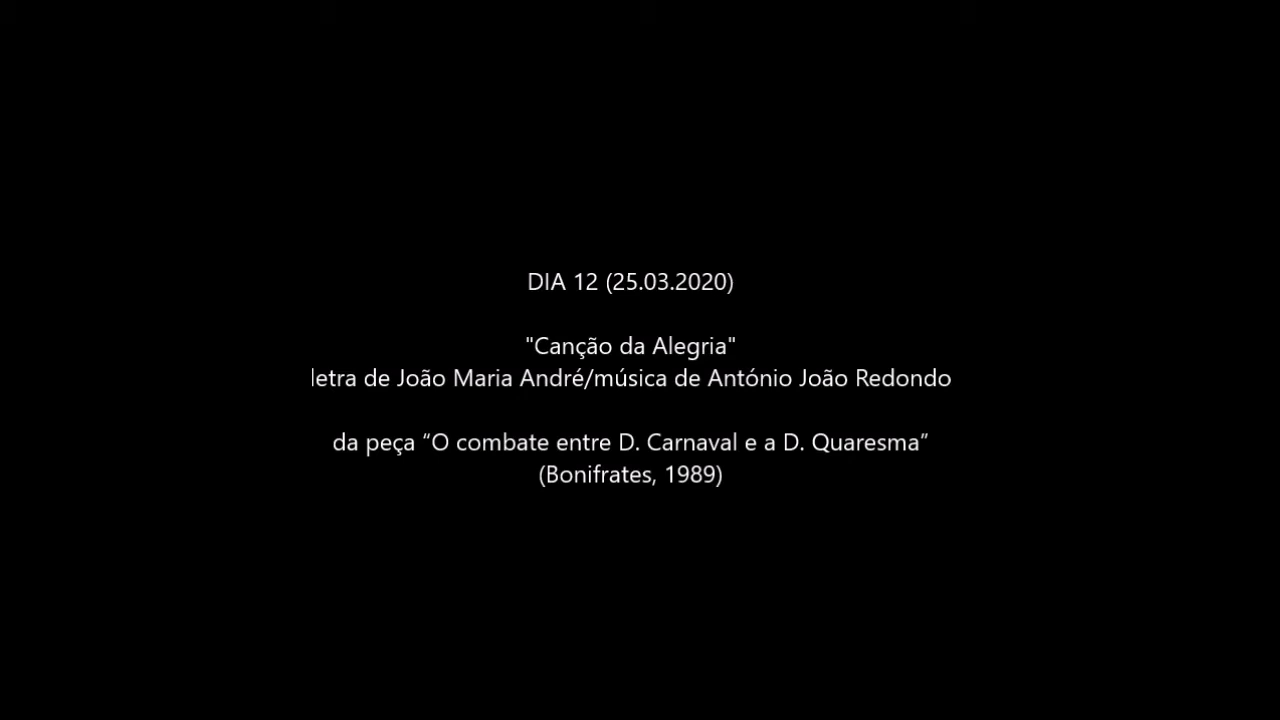 DIA 12 (25.03.2020)
"Canção da Alegria"
letra de João Maria André/música de António João Redondo
da peça “O combate entre D. Carnaval e a D. Quaresma”
(Bonifrates, 1989)